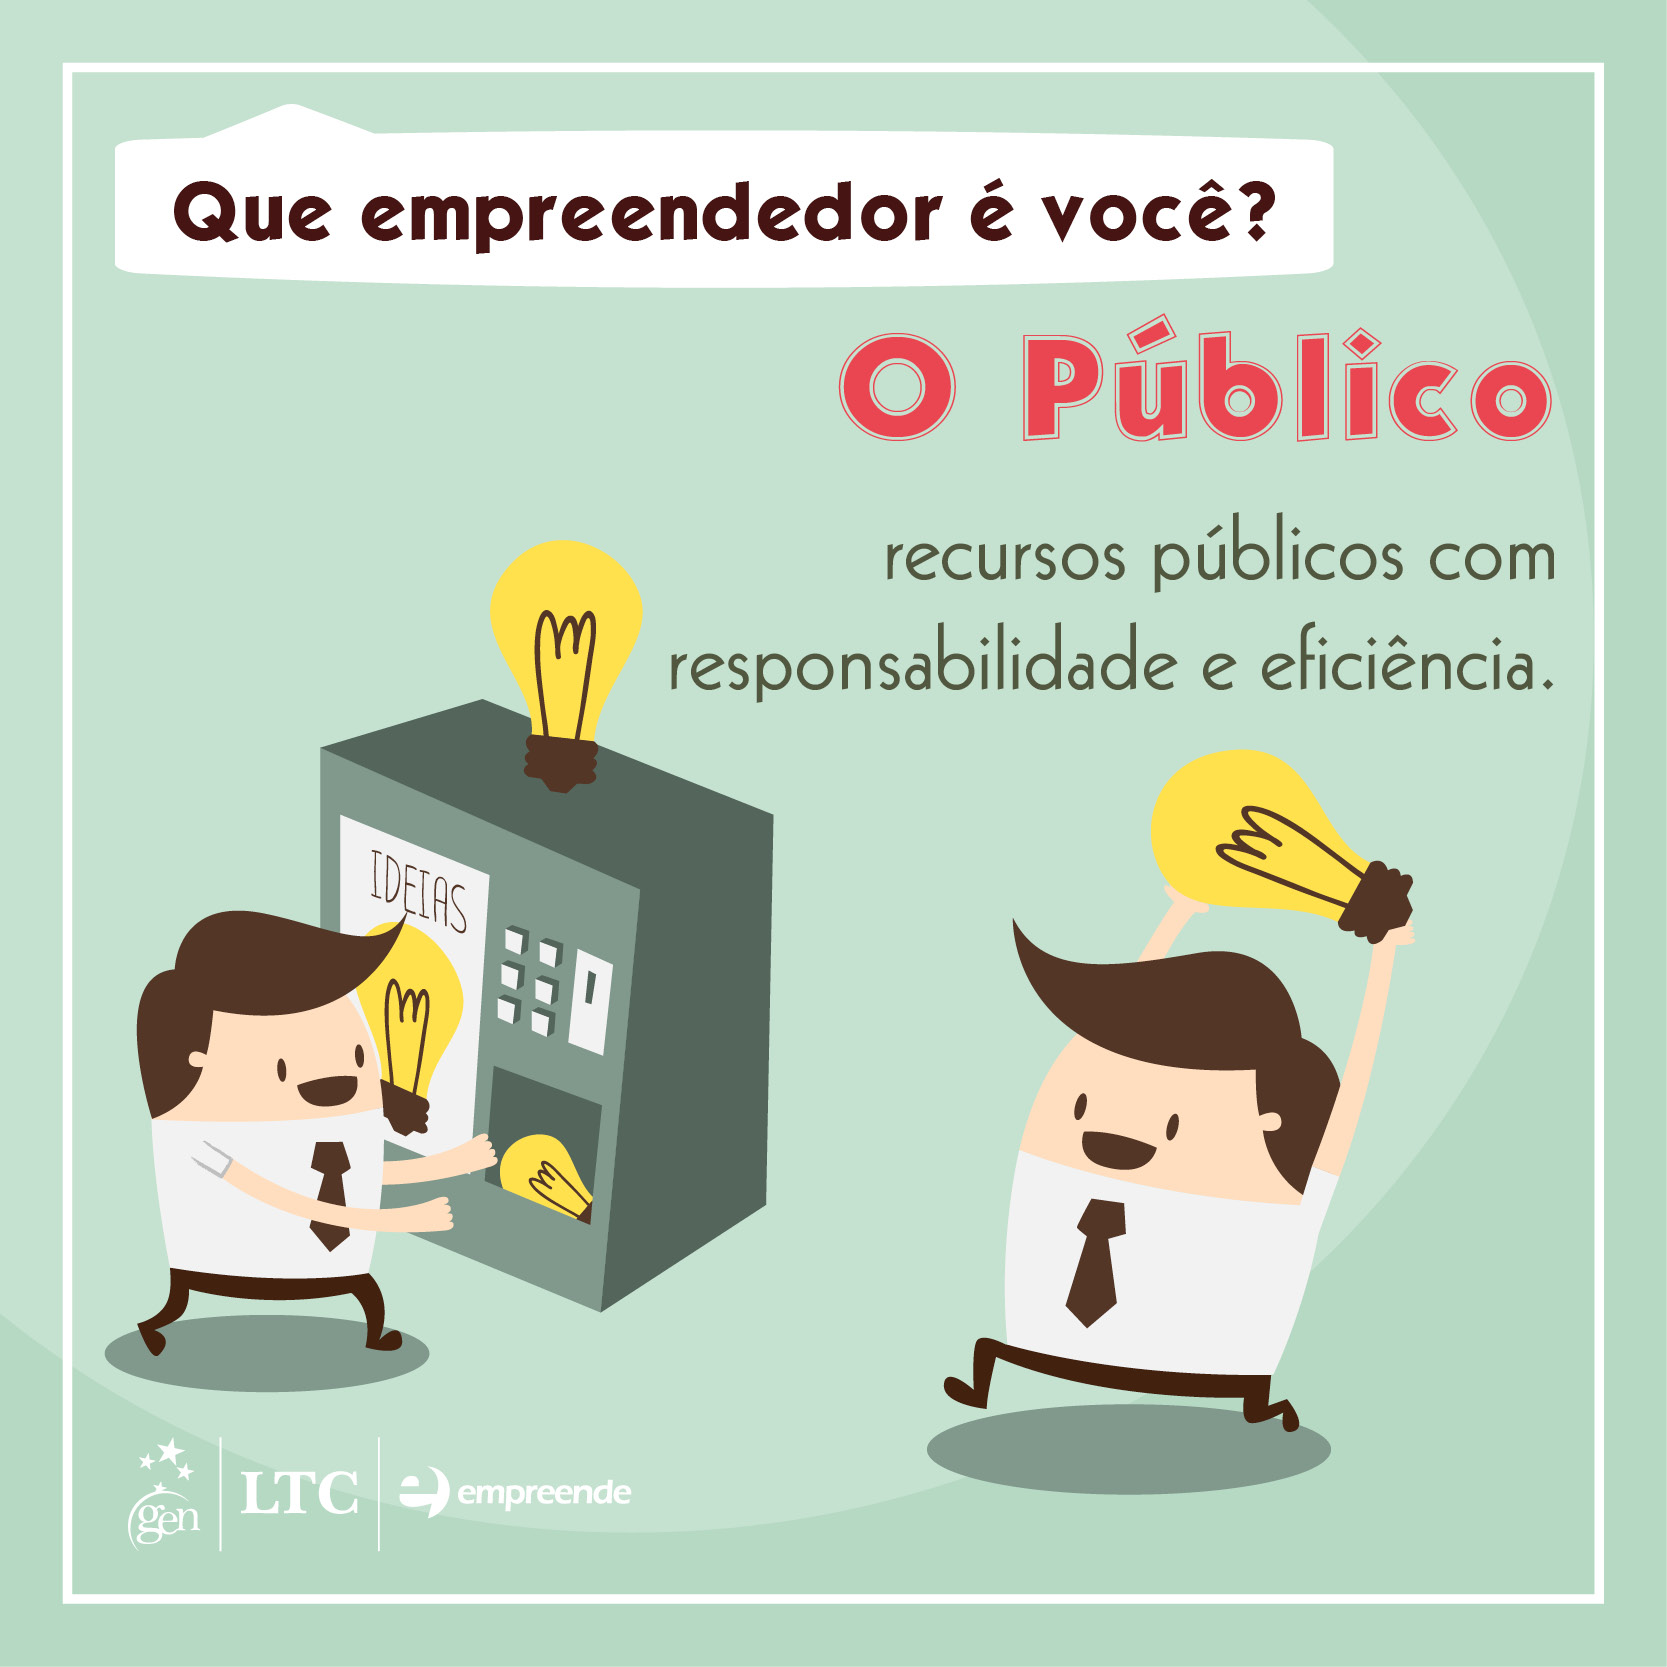 Que empreendedor é você?
O Público
recursos públicos com
responsabilidade e eficiência.
IDEIAS
gen
LTC
empreende